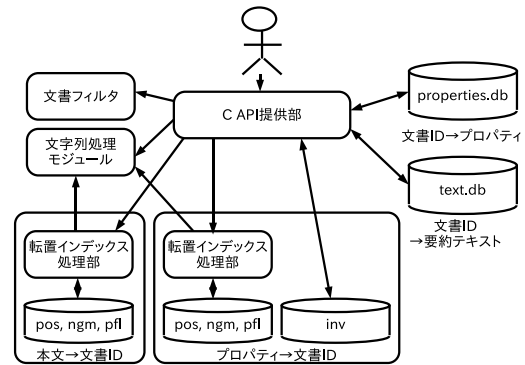 文書フィルタ
C API提供部
properties.db
文書ID→プロパティ
文字列処理
モジュール
text.db
文書ID
→要約テキスト
転置インデックス
処理部
転置インデックス
処理部
pos, ngm, pfl
pos, ngm, pfl
inv
本文→文書ID
プロパティ→文書ID